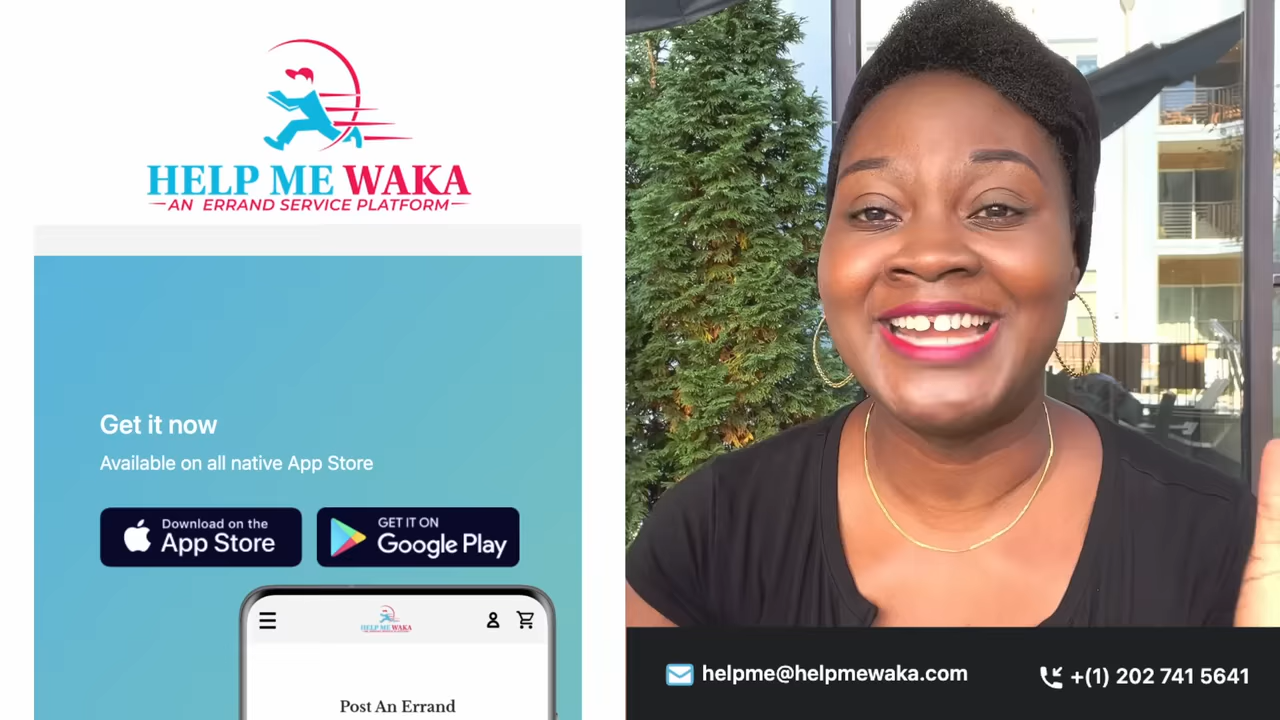 HELP ME WAKA
AN ERRAND SERVICE PLATFORM
Get it now
Available on all native App Store
Download on the
App Store
GET IT ON
Google Play
HELP ME WAKA
Post An Errand
helpme@helpmewaka.com
+(1) 202 741 5641